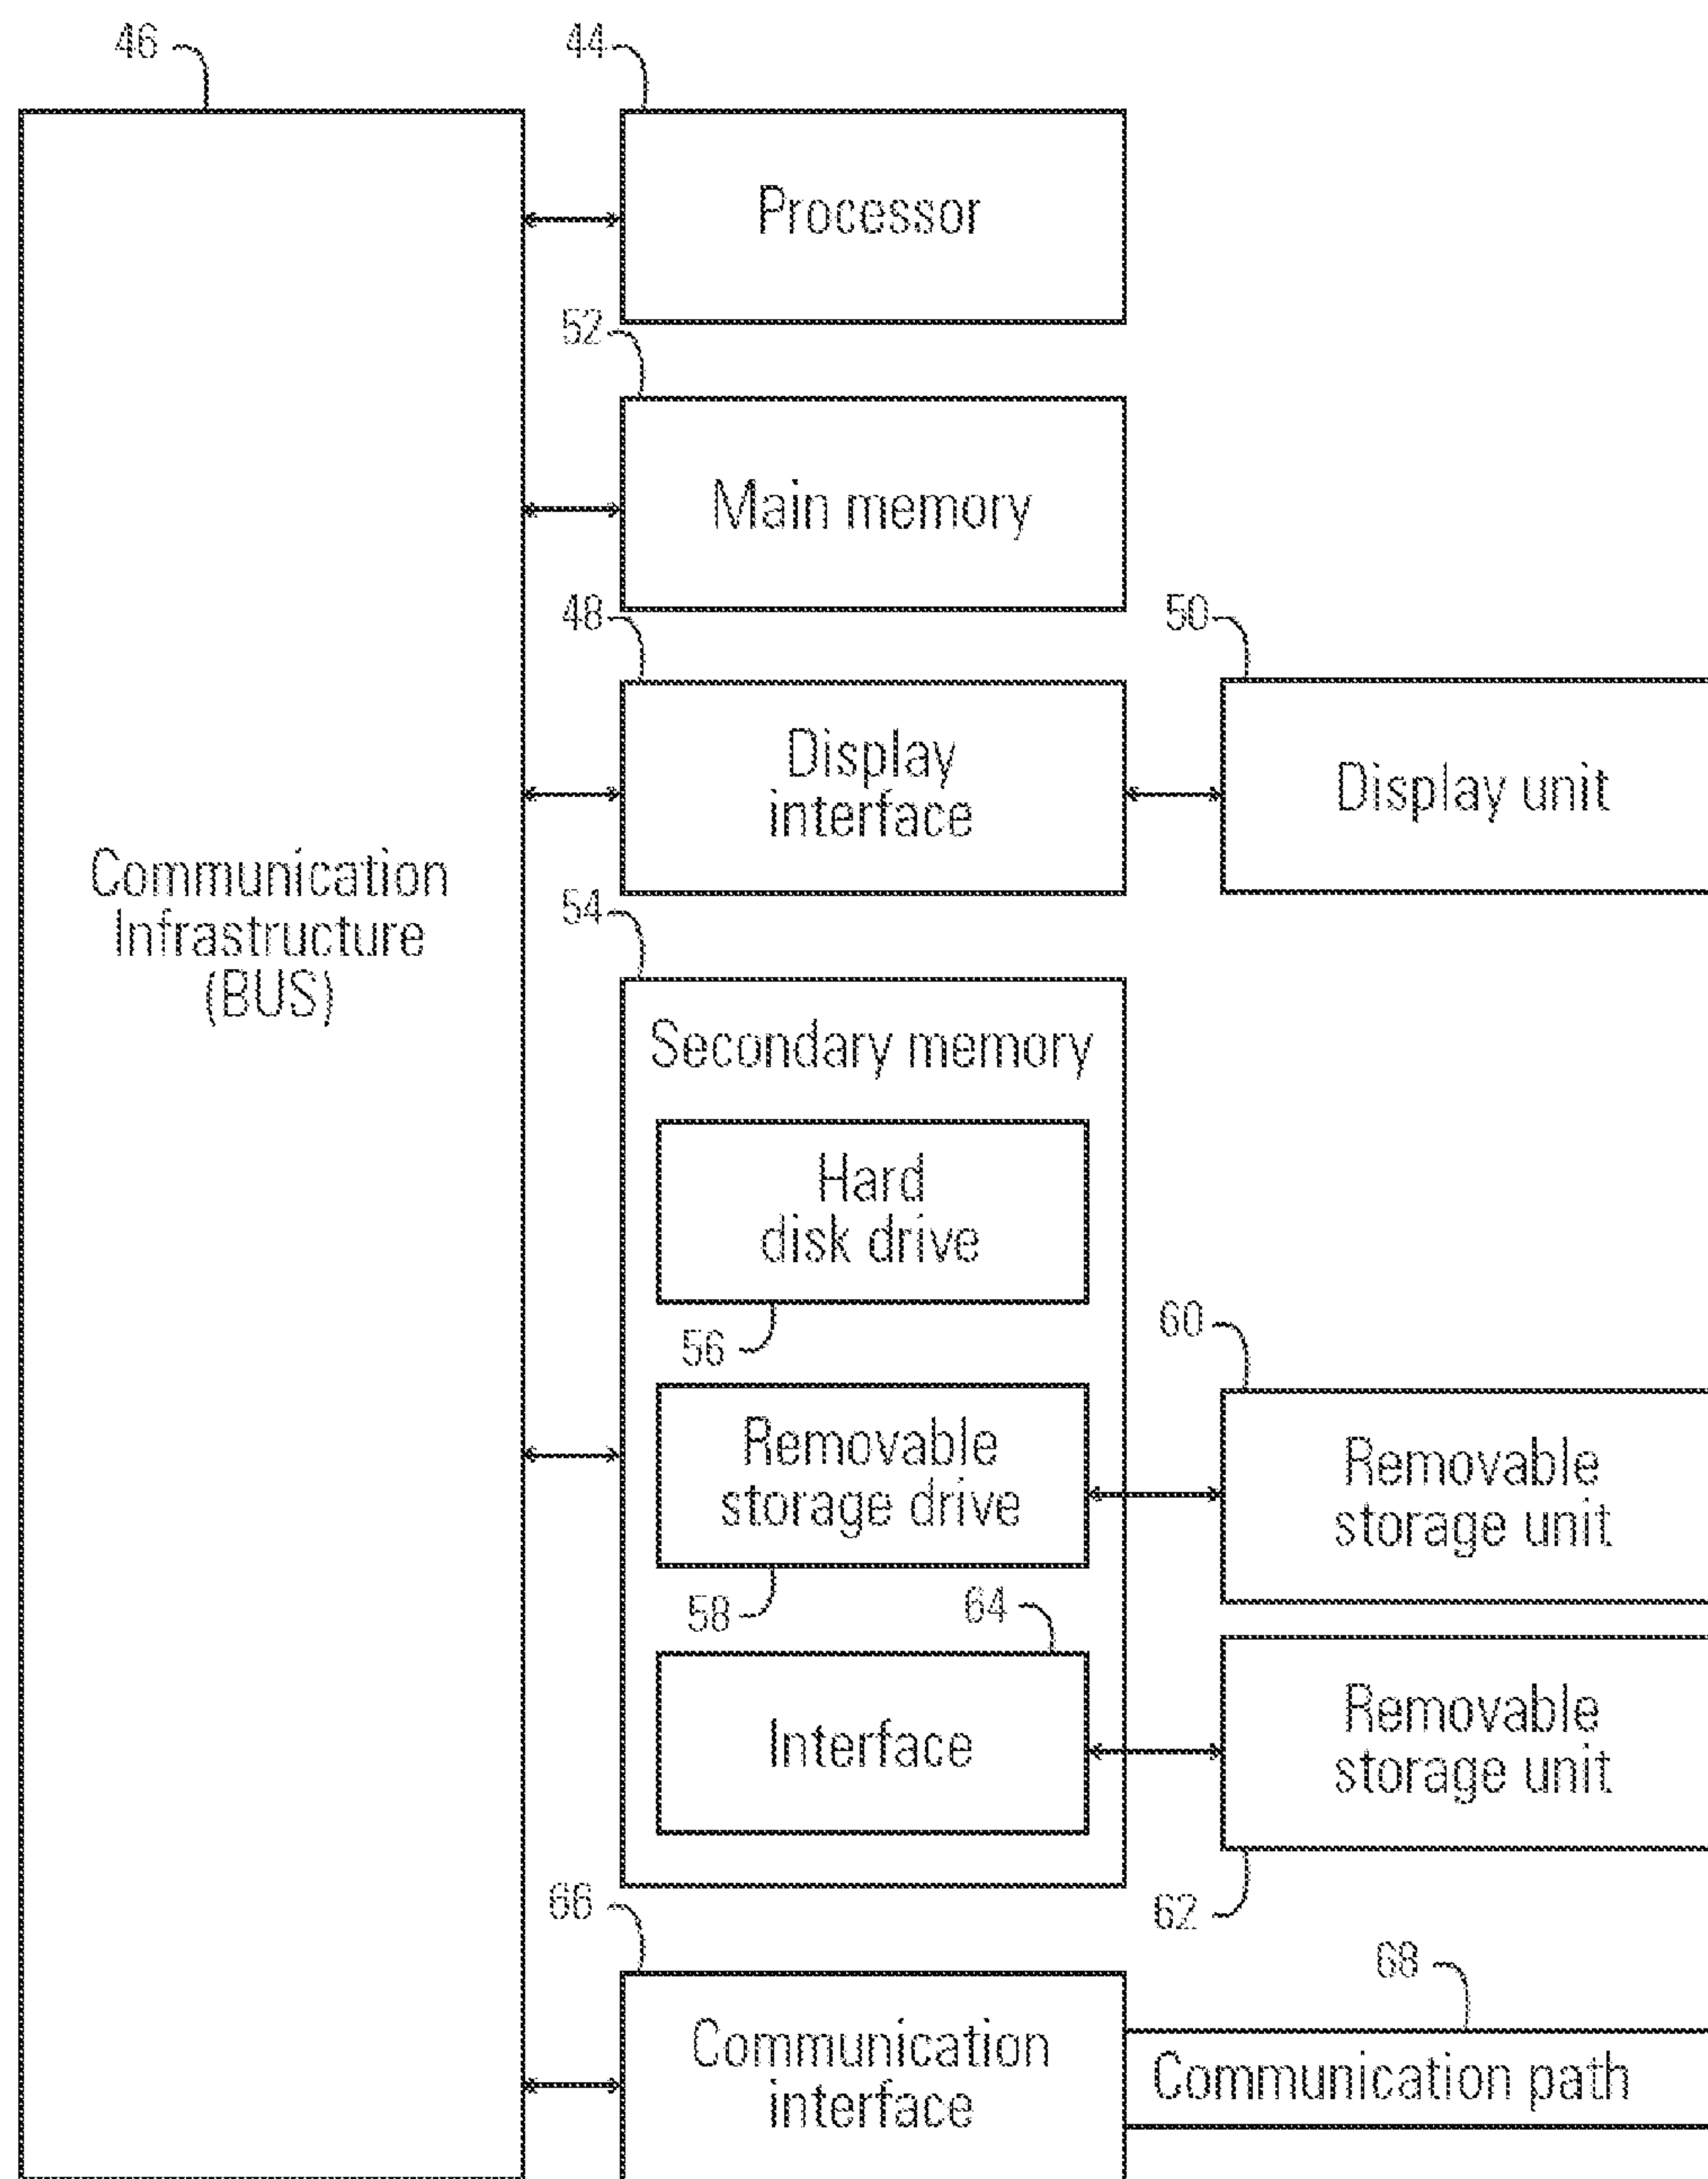 46
44
Processor
52
Main memory
48
50
Display
interface
Display unit
Communication
Infrastructure
(BUS)
54
Secondary memory
Hard
disk drive
56
60
Removable
storage drive
Removable
storage unit
58
64
Interface
Removable
storage unit
62
66
68
Communication
interface
Communication path